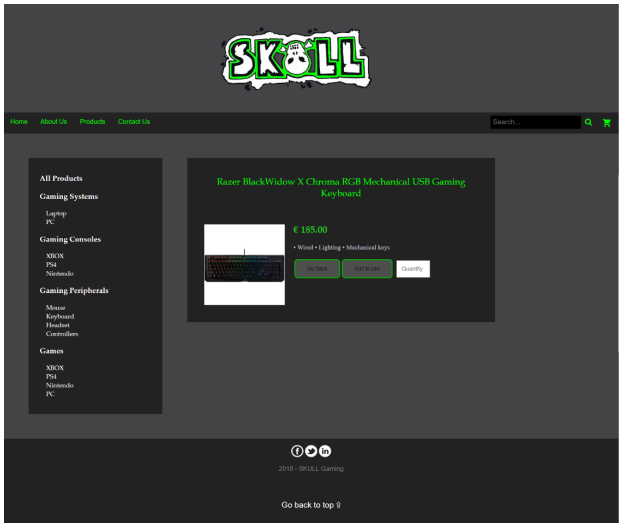 SKULL
Home About Us Products Contact Us Search...
All Products
Gaming Systems
Laptop
PC
Gaming Consoles
XBOX
PS4
Nintendo
Gaming Peripherals
Mouse
Keyboard
Headset
Controllers
Games
XBOX
PS4
Nintendo
PC
Razer BlackWidow X Chroma RGB Mechanical USB Gaming
Keyboard
€ 185.00
• Wired • Lighting • Mechanical keys
Go Back Add to cart Quantity
2018 - SKULL Gaming
Go back to top ⇧